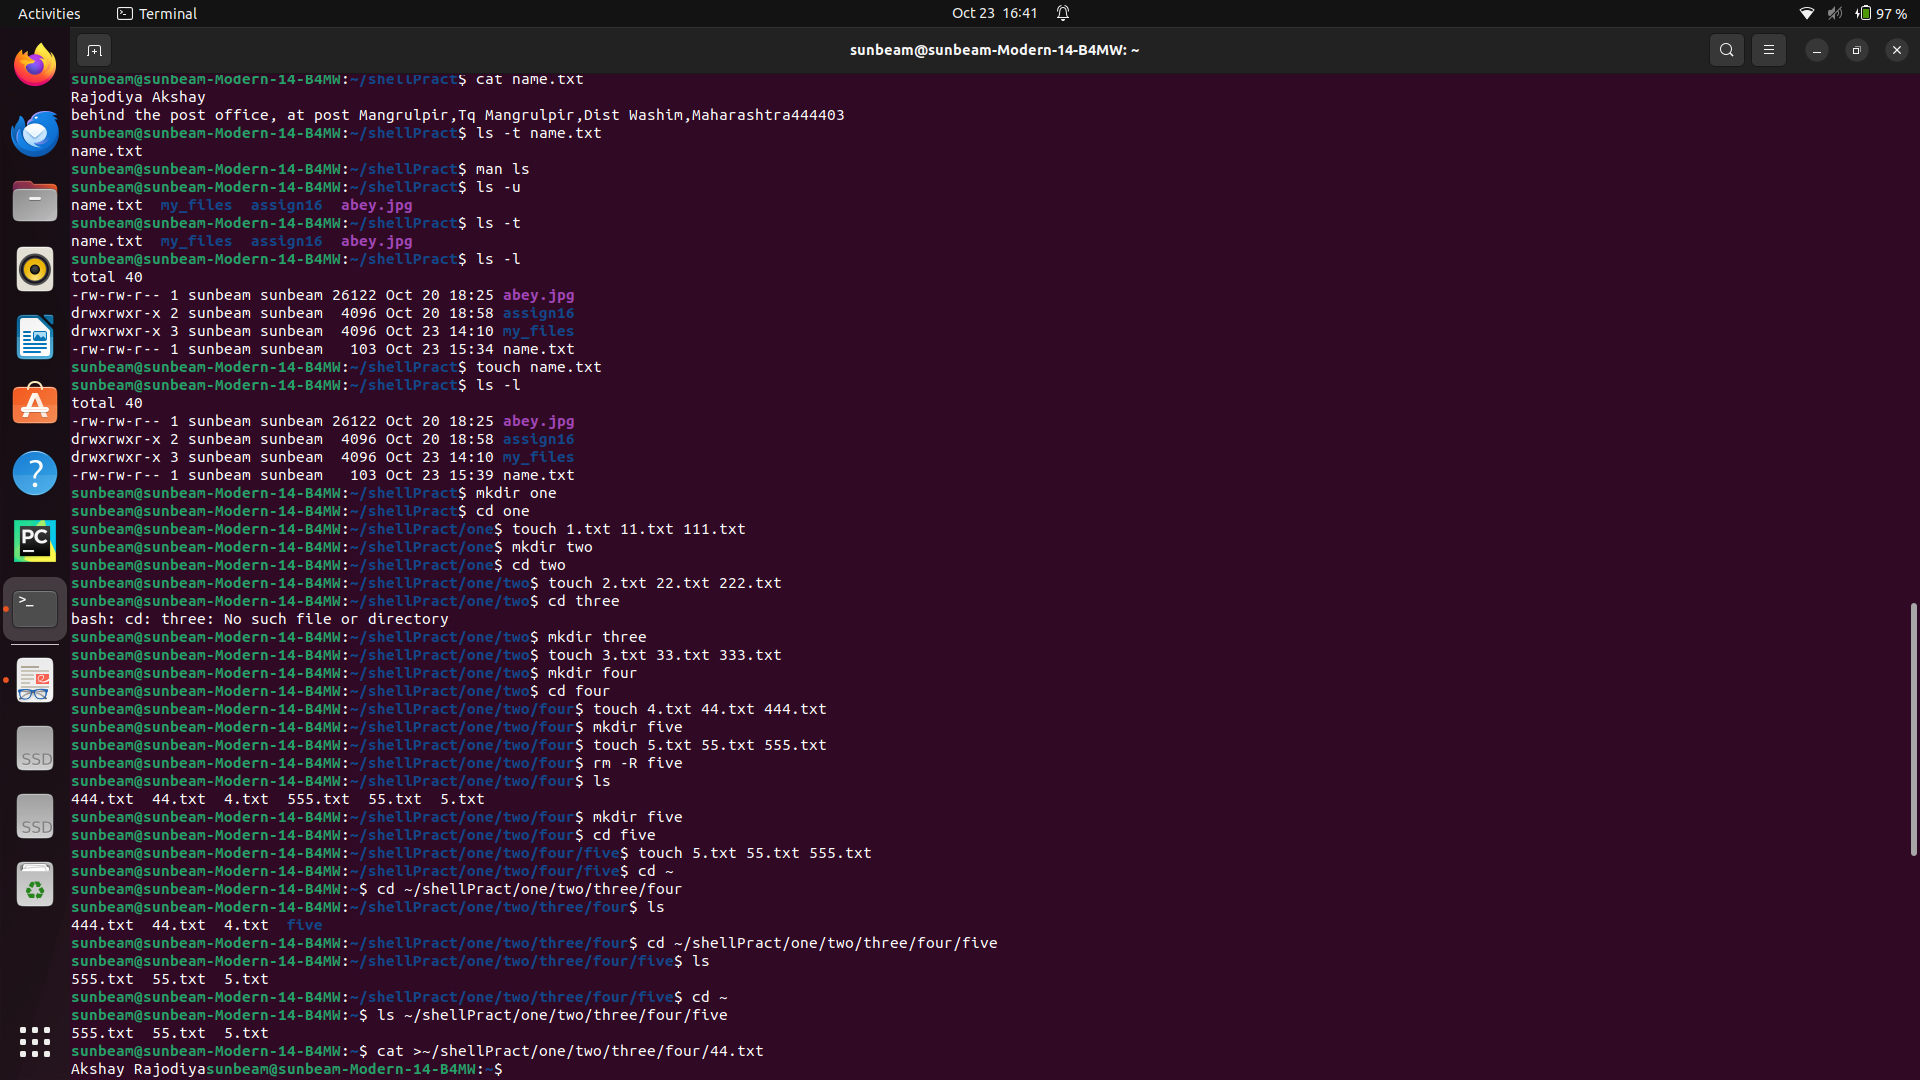 Activities
Terminal
Oct 23 16:41
97 %
sunbeam@sunbeam-Modern-14-B4MW: ~
sunbeam@sunbeam-Modern-14-B4MW:~/shellPract$ cat name.txt
Rajodiya Akshay
behind the post office, at post Mangrulpir,Tq Mangrulpir,Dist Washim,Maharashtra444403
sunbeam@sunbeam-Modern-14-B4MW:~/shellPract$ ls -t name.txt
name.txt
sunbeam@sunbeam-Modern-14-B4MW:~/shellPract$ man ls
sunbeam@sunbeam-Modern-14-B4MW:~/shellPract$ ls -u
name.txt  my_files  assign16  abey.jpg
sunbeam@sunbeam-Modern-14-B4MW:~/shellPract$ ls -t
name.txt  my_files  assign16  abey.jpg
sunbeam@sunbeam-Modern-14-B4MW:~/shellPract$ ls -l
total 40
-rw-rw-r-- 1 sunbeam sunbeam 26122 Oct 20 18:25 abey.jpg
drwxrwxr-x 2 sunbeam sunbeam  4096 Oct 20 18:58 assign16
drwxrwxr-x 3 sunbeam sunbeam  4096 Oct 23 14:10 my_files
-rw-rw-r-- 1 sunbeam sunbeam   103 Oct 23 15:34 name.txt
sunbeam@sunbeam-Modern-14-B4MW:~/shellPract$ touch name.txt
sunbeam@sunbeam-Modern-14-B4MW:~/shellPract$ ls -l
total 40
-rw-rw-r-- 1 sunbeam sunbeam 26122 Oct 20 18:25 abey.jpg
drwxrwxr-x 2 sunbeam sunbeam  4096 Oct 20 18:58 assign16
drwxrwxr-x 3 sunbeam sunbeam  4096 Oct 23 14:10 my_files
-rw-rw-r-- 1 sunbeam sunbeam   103 Oct 23 15:39 name.txt
sunbeam@sunbeam-Modern-14-B4MW:~/shellPract$ mkdir one
sunbeam@sunbeam-Modern-14-B4MW:~/shellPract$ cd one
sunbeam@sunbeam-Modern-14-B4MW:~/shellPract/one$ touch 1.txt 11.txt 111.txt
sunbeam@sunbeam-Modern-14-B4MW:~/shellPract/one$ mkdir two
sunbeam@sunbeam-Modern-14-B4MW:~/shellPract/one$ cd two
sunbeam@sunbeam-Modern-14-B4MW:~/shellPract/one/two$ touch 2.txt 22.txt 222.txt
sunbeam@sunbeam-Modern-14-B4MW:~/shellPract/one/two$ cd three
bash: cd: three: No such file or directory
sunbeam@sunbeam-Modern-14-B4MW:~/shellPract/one/two$ mkdir three
sunbeam@sunbeam-Modern-14-B4MW:~/shellPract/one/two$ touch 3.txt 33.txt 333.txt
sunbeam@sunbeam-Modern-14-B4MW:~/shellPract/one/two$ mkdir four
sunbeam@sunbeam-Modern-14-B4MW:~/shellPract/one/two$ cd four
sunbeam@sunbeam-Modern-14-B4MW:~/shellPract/one/two/four$ touch 4.txt 44.txt 444.txt
sunbeam@sunbeam-Modern-14-B4MW:~/shellPract/one/two/four$ mkdir five
sunbeam@sunbeam-Modern-14-B4MW:~/shellPract/one/two/four$ touch 5.txt 55.txt 555.txt
sunbeam@sunbeam-Modern-14-B4MW:~/shellPract/one/two/four$ rm -R five
sunbeam@sunbeam-Modern-14-B4MW:~/shellPract/one/two/four$ ls
444.txt  44.txt  4.txt  555.txt  55.txt  5.txt
sunbeam@sunbeam-Modern-14-B4MW:~/shellPract/one/two/four$ mkdir five
sunbeam@sunbeam-Modern-14-B4MW:~/shellPract/one/two/four$ cd five
sunbeam@sunbeam-Modern-14-B4MW:~/shellPract/one/two/four/five$ touch 5.txt 55.txt 555.txt
sunbeam@sunbeam-Modern-14-B4MW:~/shellPract/one/two/four/five$ cd ~
sunbeam@sunbeam-Modern-14-B4MW:~$ cd ~/shellPract/one/two/three/four
sunbeam@sunbeam-Modern-14-B4MW:~/shellPract/one/two/three/four$ ls
444.txt  44.txt  4.txt  five
sunbeam@sunbeam-Modern-14-B4MW:~/shellPract/one/two/three/four$ cd ~/shellPract/one/two/three/four/five
sunbeam@sunbeam-Modern-14-B4MW:~/shellPract/one/two/three/four/five$ ls
555.txt  55.txt  5.txt
sunbeam@sunbeam-Modern-14-B4MW:~/shellPract/one/two/three/four/five$ cd ~
sunbeam@sunbeam-Modern-14-B4MW:~$ ls ~/shellPract/one/two/three/four/five
555.txt  55.txt  5.txt
sunbeam@sunbeam-Modern-14-B4MW:~$ cat >~/shellPract/one/two/three/four/44.txt
Akshay Rajodiyasunbeam@sunbeam-Modern-14-B4MW:~$
PC
SSD
SSD